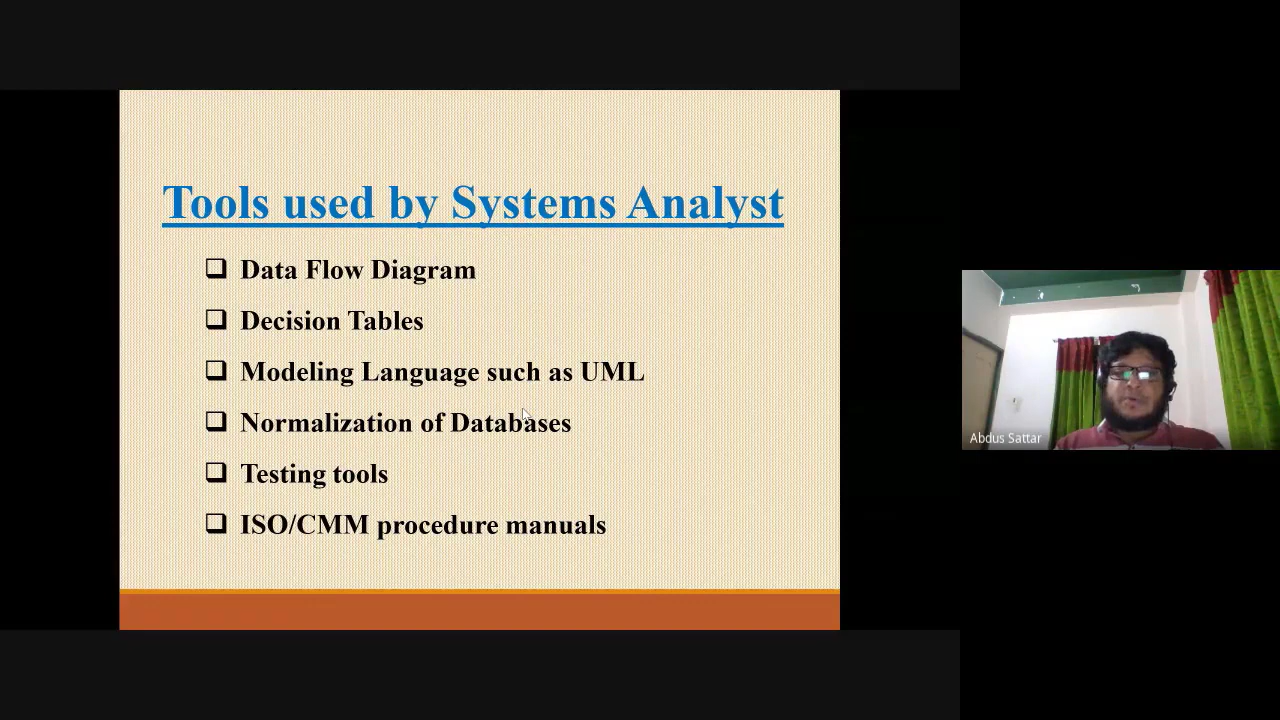 Tools used by Systems Analyst
Data Flow Diagram
Decision Tables
Modeling Language such as UML
Normalization of Databases
Testing tools
ISO/CMM procedure manuals
Abdus Sattar